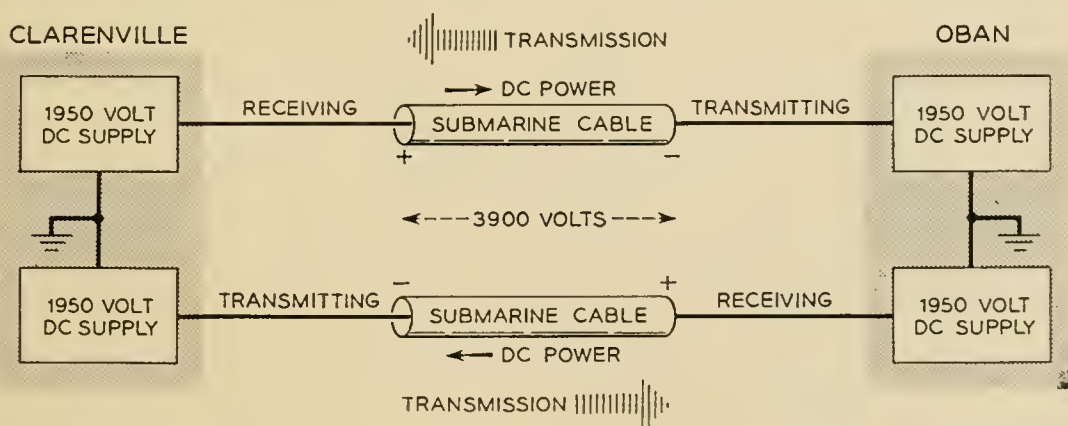 CLARENVILLE
OBAN
TRANSMISSION
DC POWER
1950 VOLT
DC SUPPLY
RECEIVING
SUBMARINE CABLE
TRANSMITTING
1950 VOLT
DC SUPPLY
+ −
3900 VOLTS
− +
1950 VOLT
DC SUPPLY
TRANSMITTING
SUBMARINE CABLE
RECEIVING
1950 VOLT
DC SUPPLY
DC POWER
TRANSMISSION